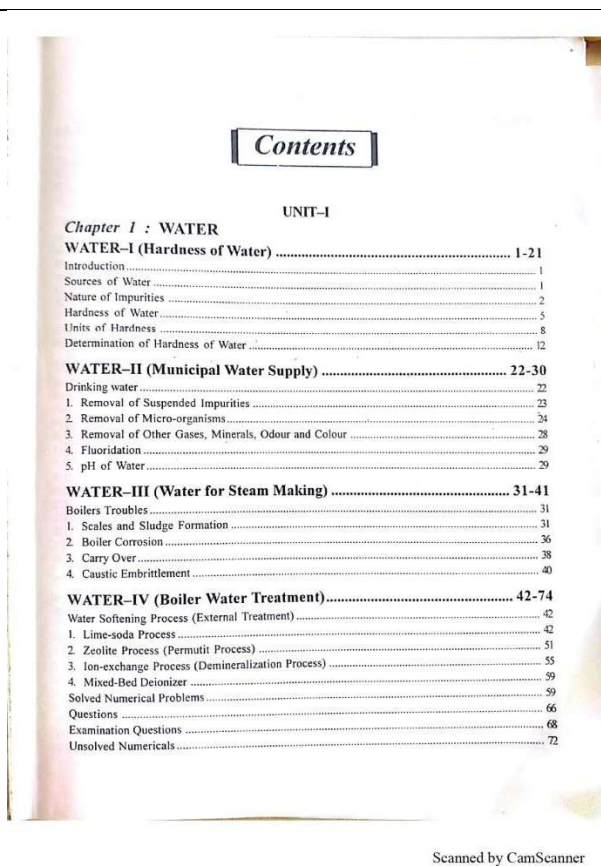 Contents
UNIT–I
Chapter 1 : WATER
WATER–I (Hardness of Water) ........ 1-21
Introduction ........ 1
Sources of Water ........ 1
Nature of Impurities ........ 2
Hardness of Water ........ 5
Units of Hardness ........ 8
Determination of Hardness of Water ........ 12
WATER–II (Municipal Water Supply) ........ 22-30
Drinking water ........ 22
1. Removal of Suspended Impurities ........ 23
2. Removal of Micro-organisms ........ 24
3. Removal of Other Gases, Minerals, Odour and Colour ........ 28
4. Fluoridation ........ 29
5. pH of Water ........ 29
WATER–III (Water for Steam Making) ........ 31-41
Boilers Troubles ........ 31
1. Scales and Sludge Formation ........ 31
2. Boiler Corrosion ........ 36
3. Carry Over ........ 38
4. Caustic Embrittlement ........ 40
WATER–IV (Boiler Water Treatment) ........ 42-74
Water Softening Process (External Treatment) ........ 42
1. Lime-soda Process ........ 42
2. Zeolite Process (Permutit Process) ........ 51
3. Ion-exchange Process (Demineralization Process) ........ 55
4. Mixed-Bed Deionizer ........ 59
Solved Numerical Problems ........ 59
Questions ........ 66
Examination Questions ........ 68
Unsolved Numericals ........ 72
Scanned by CamScanner